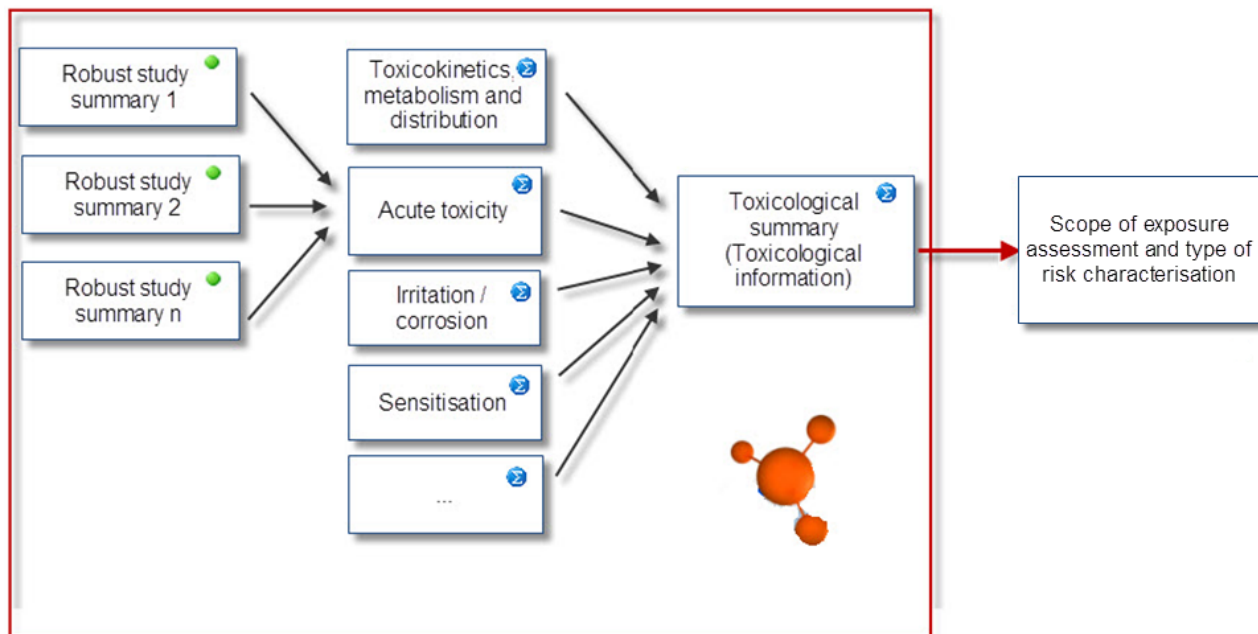 Robust study
summary 1
Robust study
summary 2
Robust study
summary n
Toxicokinetics,
metabolism and
distribution
Σ
Acute toxicity
Σ
Irritation /
corrosion
Σ
Sensitisation
Σ
...
Σ
Toxicological
summary
(Toxicological
information)
Σ
Scope of exposure
assessment and type of
risk characterisation